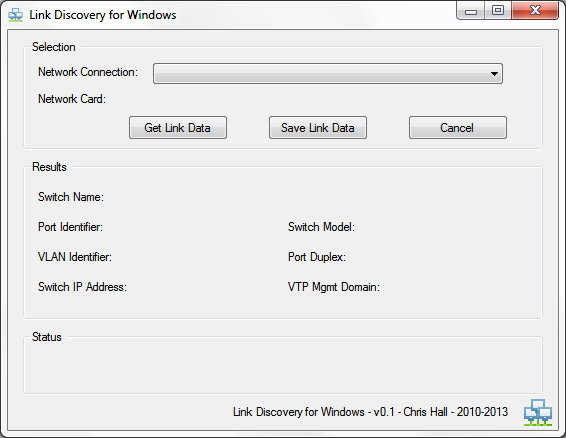 Link Discovery for Windows
Selection
Network Connection:
Network Card:
Get Link Data Save Link Data Cancel
Results
Switch Name:
Port Identifier: Switch Model:
VLAN Identifier: Port Duplex:
Switch IP Address: VTP Mgmt Domain:
Status
Link Discovery for Windows - v0.1 - Chris Hall - 2010-2013